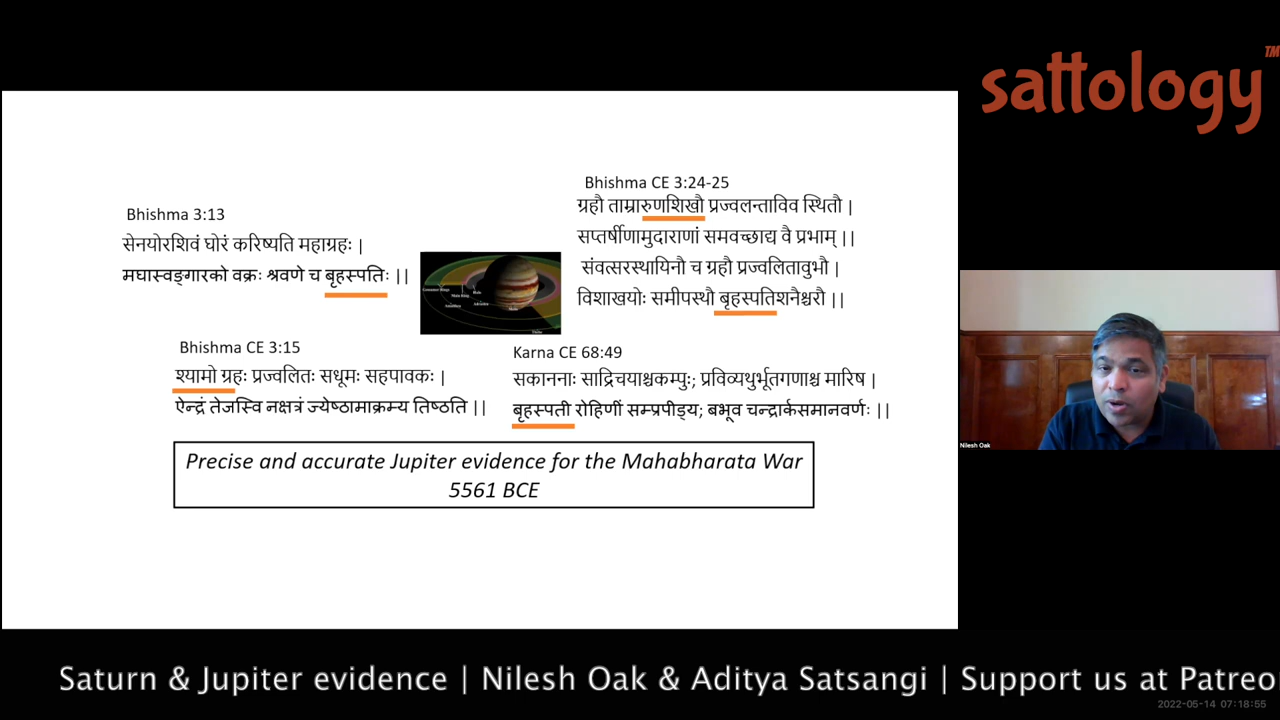 sattology™
Bhishma 3:13
सेनयोरशिवं घोरं करिष्यति महाग्रहः |
मघास्वङ्गारको वक्रः श्रवणे च बृहस्पतिः ||
Bhishma CE 3:24-25
ग्रहौ ताम्रारुणशिखौ प्रज्वलन्ताविव स्थितौ |
सप्तर्षीणामुदाराणां समवच्छाद्य वै प्रभाम् ||
संवत्सरस्थायिनौ च ग्रहौ प्रज्वलितावुभौ |
विशाखयोः समीपस्थौ बृहस्पतिशनैश्चरौ ||
Bhishma CE 3:15
श्यामो ग्रहः प्रज्वलितः सधूमः सहपावकः |
ऐन्द्रं तेजस्वि नक्षत्रं ज्येष्ठामाक्रम्य तिष्ठति ||
Karna CE 68:49
सकाननाः साद्रिचयाश्चकम्पु:; प्रविव्यथुर्भूतगणाश्च मारिष |
बृहस्पती रोहिणीं सम्प्रपीड्य; बभूव चन्द्रार्कसमानवर्णः ||
Precise and accurate Jupiter evidence for the Mahabharata War
5561 BCE
Nilesh Oak
Saturn & Jupiter evidence | Nilesh Oak & Aditya Satsangi | Support us at Patreo
2022-05-14 07:18:55